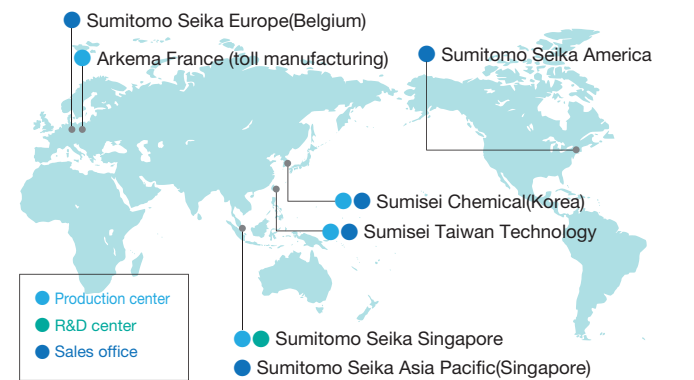 Sumitomo Seika Europe(Belgium)
Arkema France (toll manufacturing)
Sumitomo Seika America
Sumisei Chemical(Korea)
Sumisei Taiwan Technology
Production center
R&D center
Sales office
Sumitomo Seika Singapore
Sumitomo Seika Asia Pacific(Singapore)